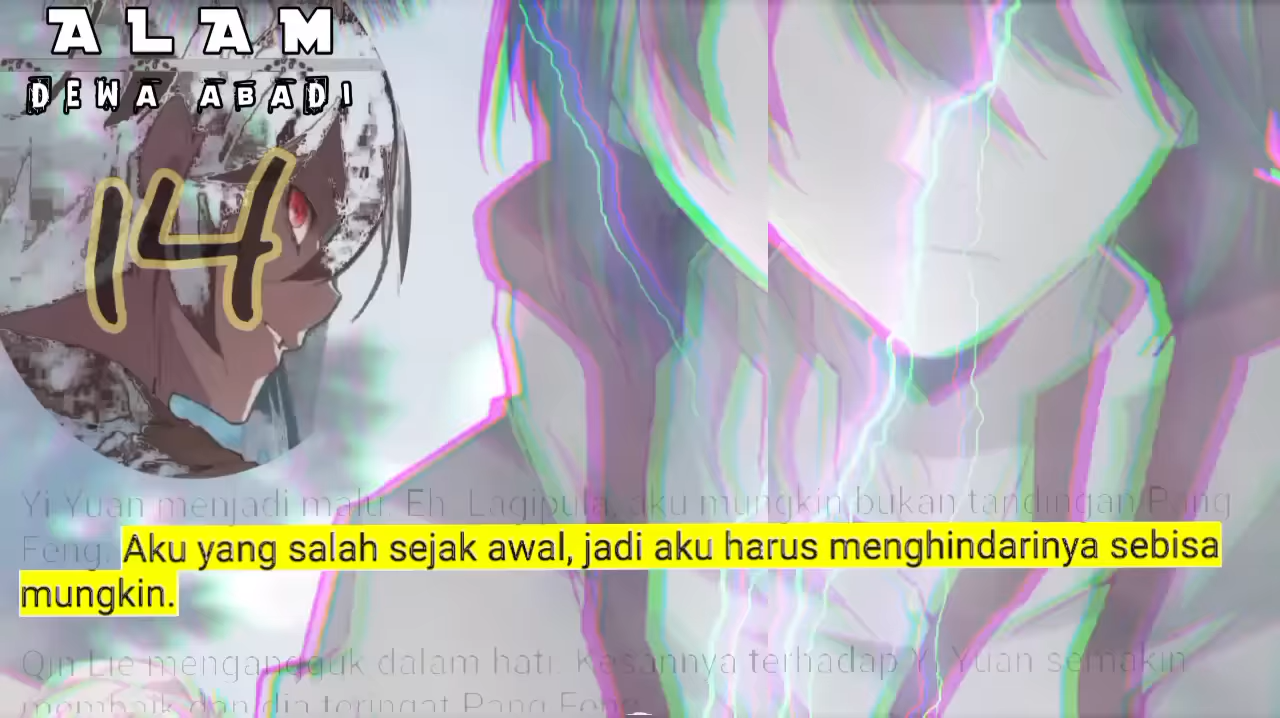 ALAM
DEWA ABADI
14
Yi Yuan menjadi malu. Eh. Lagipula, aku mungkin bukan tandingan Pang
Feng. Aku yang salah sejak awal, jadi aku harus menghindarinya sebisa
mungkin.
Qin Lie mengangguk dalam hati. Kesannya terhadap Yi Yuan semakin
membaik dan dia teringat Pang Feng.